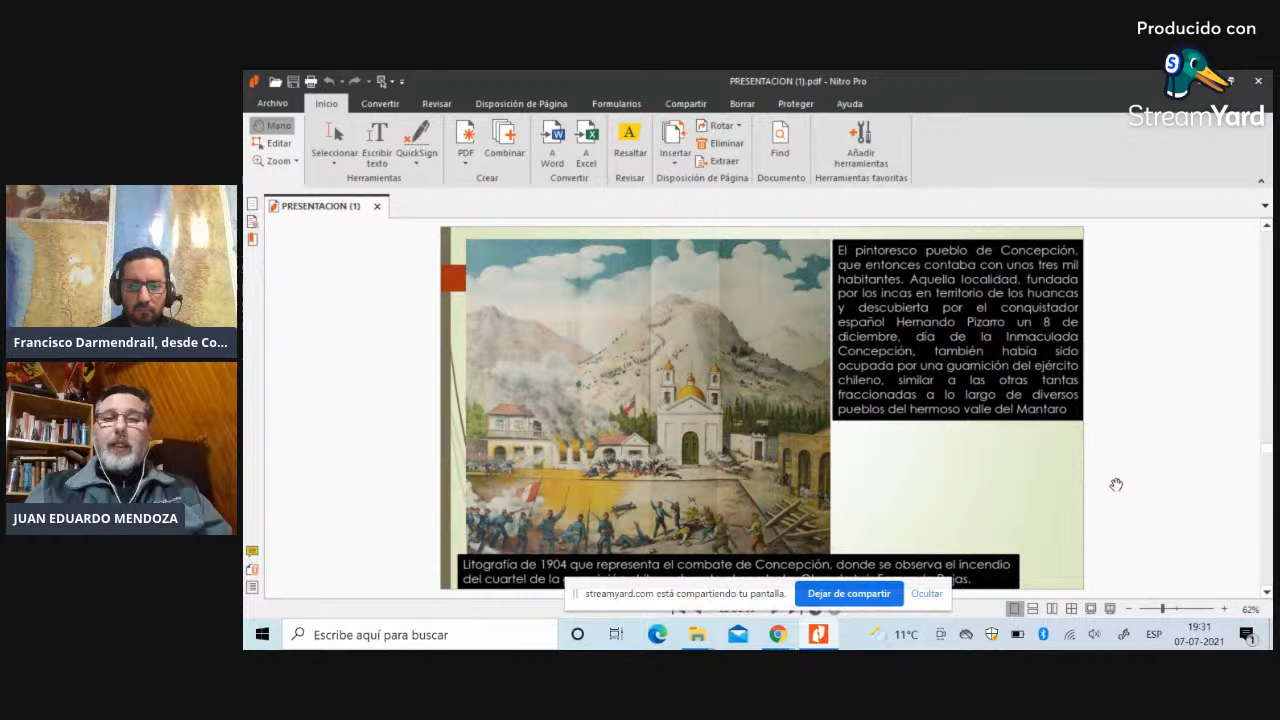 Producido con
StreamYard
PRESENTACION (1).pdf - Nitro Pro
Archivo Inicio Convertir Revisar Disposición de Página Formularios Compartir Borrar Proteger Ayuda
Mano
Editar
Zoom
Seleccionar
Escribir texto
QuickSign
Herramientas
PDF
Combinar
Crear
A Word
A Excel
Convertir
Resaltar
Revisar
Insertar
Rotar
Eliminar
Extraer
Disposición de Página
Find
Documento
Añadir herramientas
Herramientas favoritas
PRESENTACION (1)
El pintoresco pueblo de Concepción,
que entonces contaba con unos tres mil
habitantes. Aquella localidad, fundada
por los incas en territorio de los huancas
y descubierta por el conquistador
español Hernando Pizarro un 8 de
diciembre, día de la Inmaculada
Concepción, también había sido
ocupada por una guarnición del ejército
chileno, similar a las otras tantas
fraccionadas a lo largo de diversos
pueblos del hermoso valle del Mantaro
Litografía de 1904 que representa el combate de Concepción, donde se observa el incendio
del cuartel de la
Francisco Darmendrail, desde Co...
JUAN EDUARDO MENDOZA
streamyard.com está compartiendo tu pantalla.
Dejar de compartir
Ocultar
62%
Escribe aquí para buscar
11°C
ESP
19:31
07-07-2021